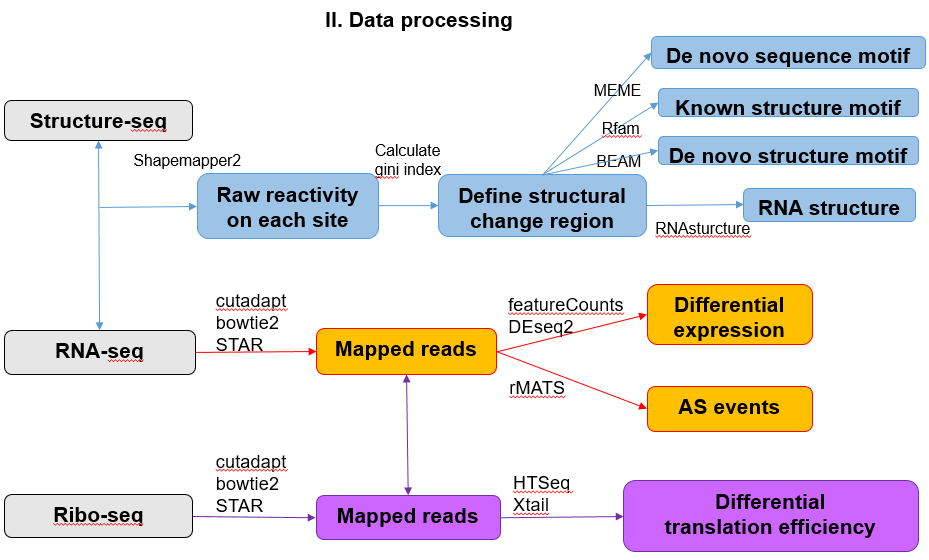 II. Data processing
De novo sequence motif
MEME
Known structure motif
Structure-seq
Rfam
Shapemapper2
Calculate
gini index
BEAM
De novo structure motif
Raw reactivity
on each site
Define structural
change region
RNA structure
RNAsturcture
cutadapt
bowtie2
STAR
featureCounts
DEseq2
Differential
expression
RNA-seq
Mapped reads
rMATS
AS events
cutadapt
bowtie2
STAR
HTSeq
Xtail
Ribo-seq
Mapped reads
Differential
translation efficiency